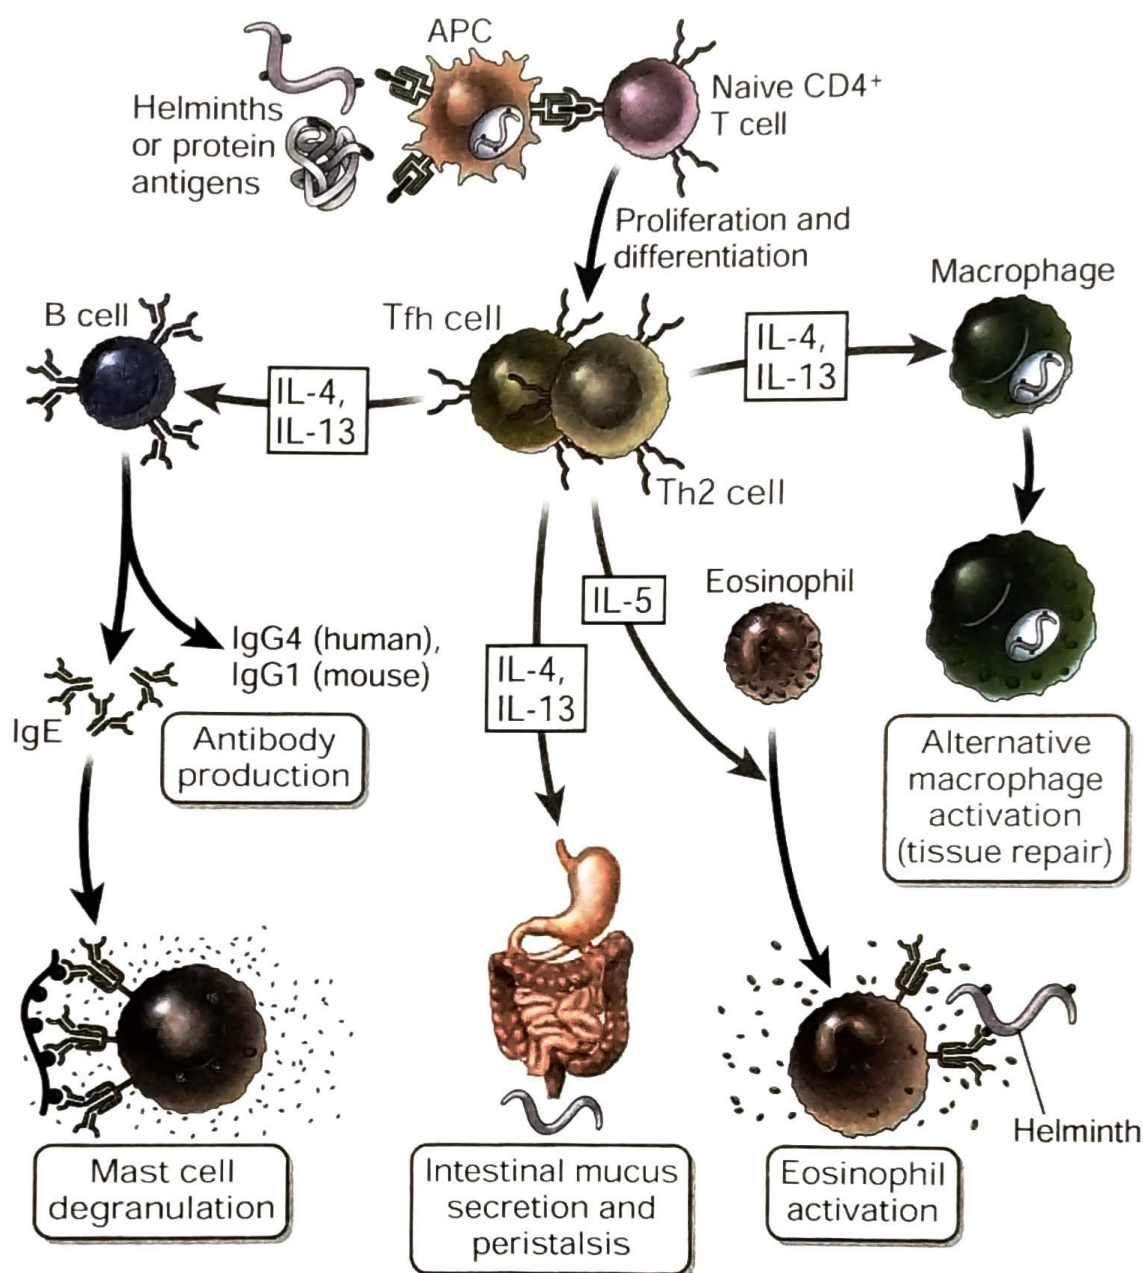 APC
Helminths
or protein
antigens
Naive CD4⁺
T cell
Proliferation and
differentiation
Macrophage
B cell
Tfh cell
IL-4,
IL-13
IL-4,
IL-13
Th2 cell
IL-5
Eosinophil
IgG4 (human),
IgG1 (mouse)
IL-4,
IL-13
IgE
Antibody
production
Alternative
macrophage
activation
(tissue repair)
Helminth
Mast cell
degranulation
Intestinal mucus
secretion and
peristalsis
Eosinophil
activation